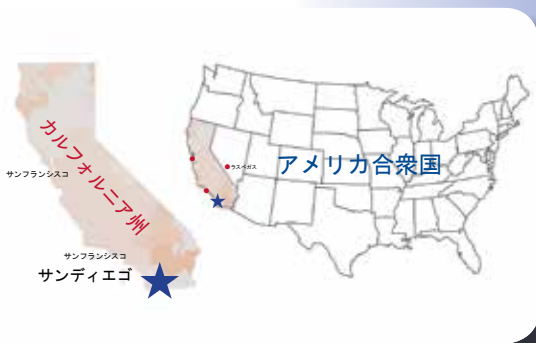 カルフォルニア州
サンフランシスコ
サンフランシスコ
サンディエゴ
ラスベガス
アメリカ合衆国